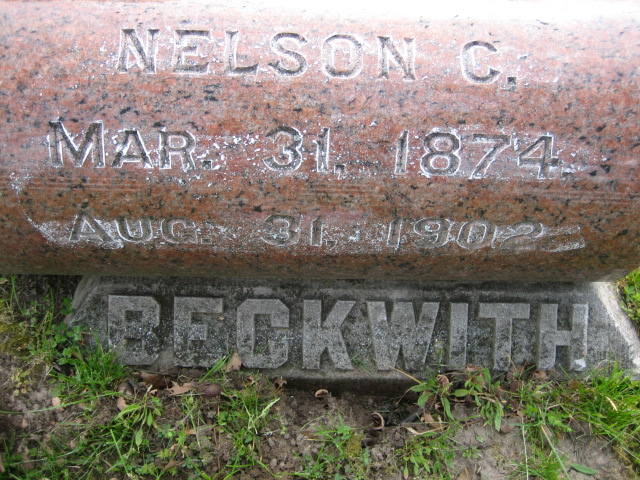 NELSON C.
MAR. 31, 1874.
AUG. 31, 1902
BECKWITH